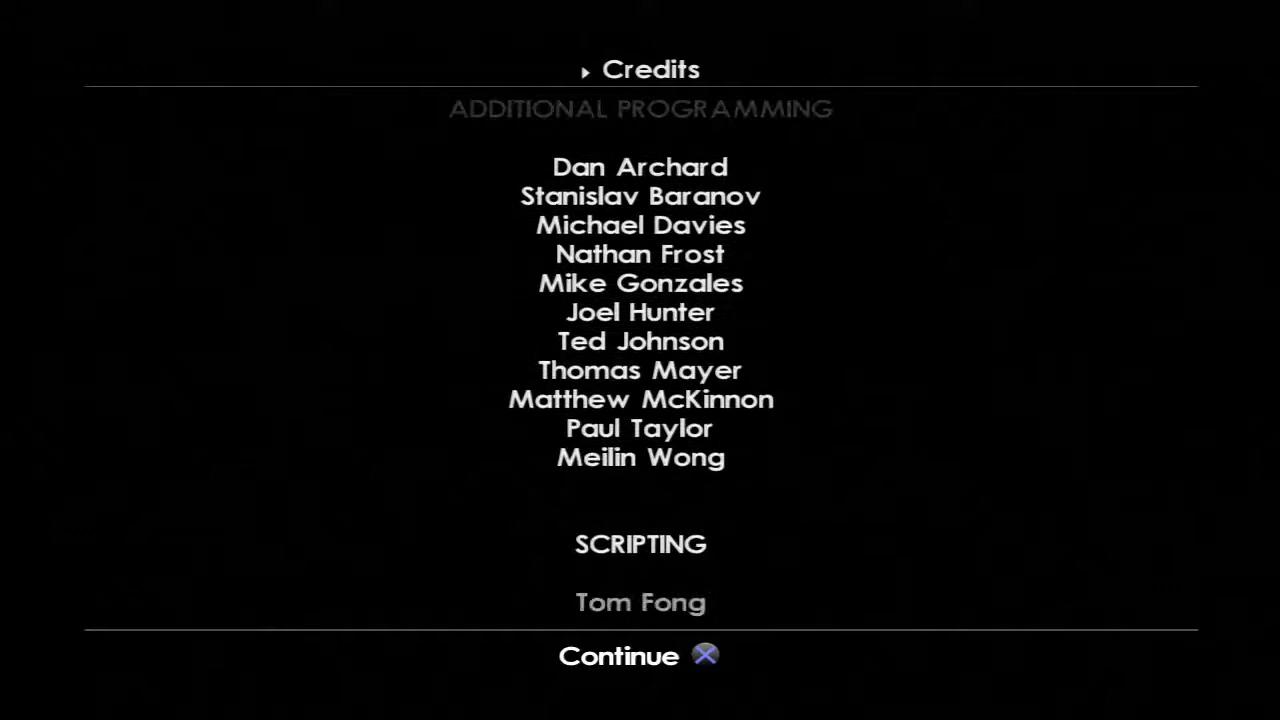 Credits
ADDITIONAL PROGRAMMING
Dan Archard
Stanislav Baranov
Michael Davies
Nathan Frost
Mike Gonzales
Joel Hunter
Ted Johnson
Thomas Mayer
Matthew McKinnon
Paul Taylor
Meilin Wong
SCRIPTING
Tom Fong
Continue